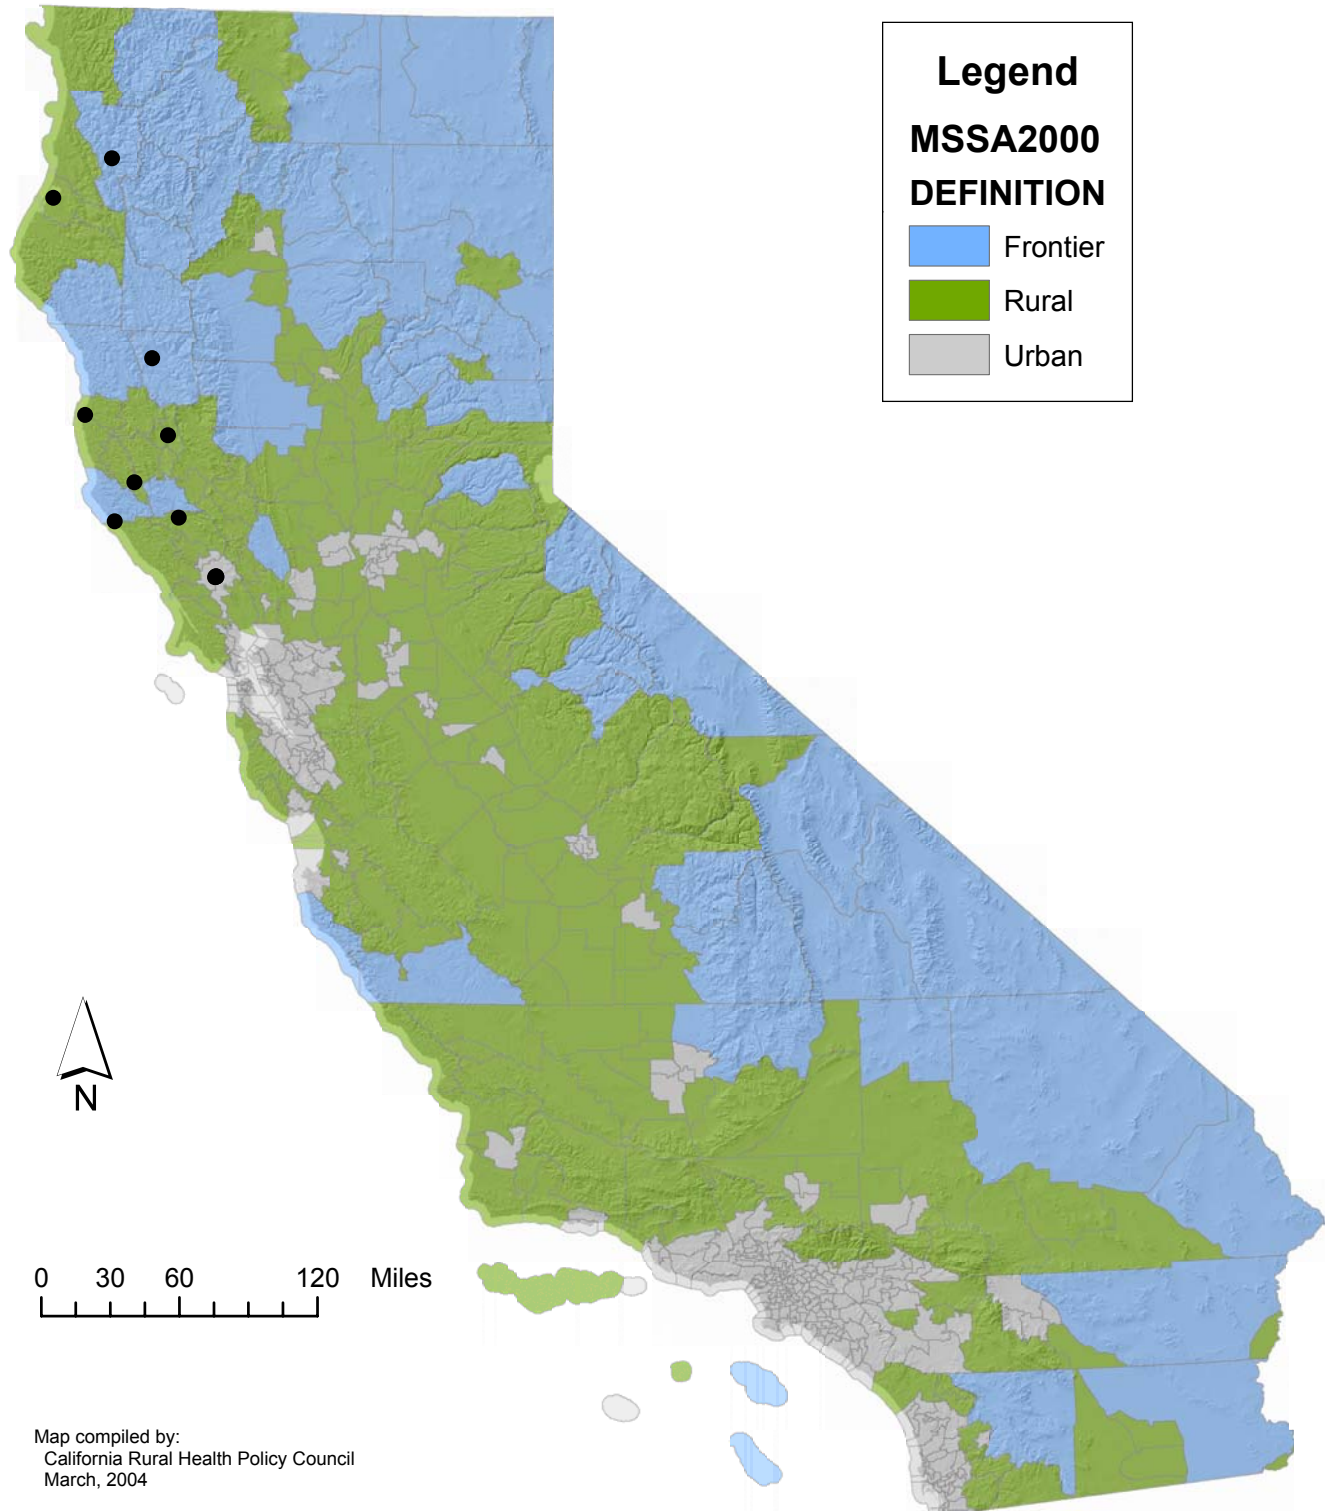 Legend
MSSA2000
DEFINITION
Frontier
Rural
Urban
N
0 30 60 120 Miles
Map compiled by:
California Rural Health Policy Council
March, 2004